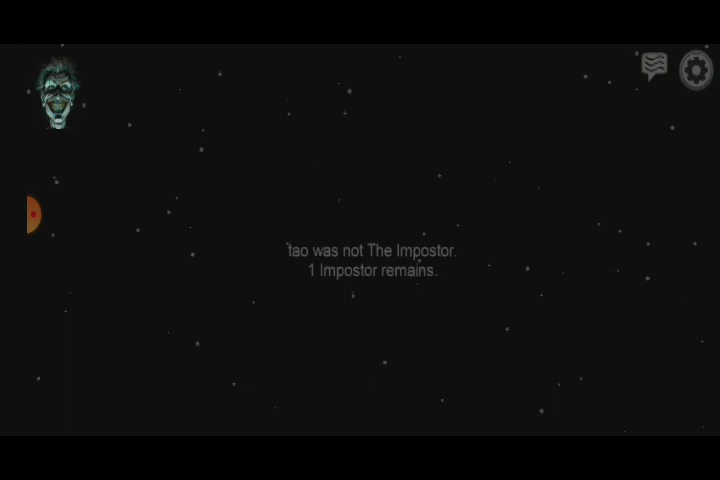 tao was not The Impostor.
1 Impostor remains.